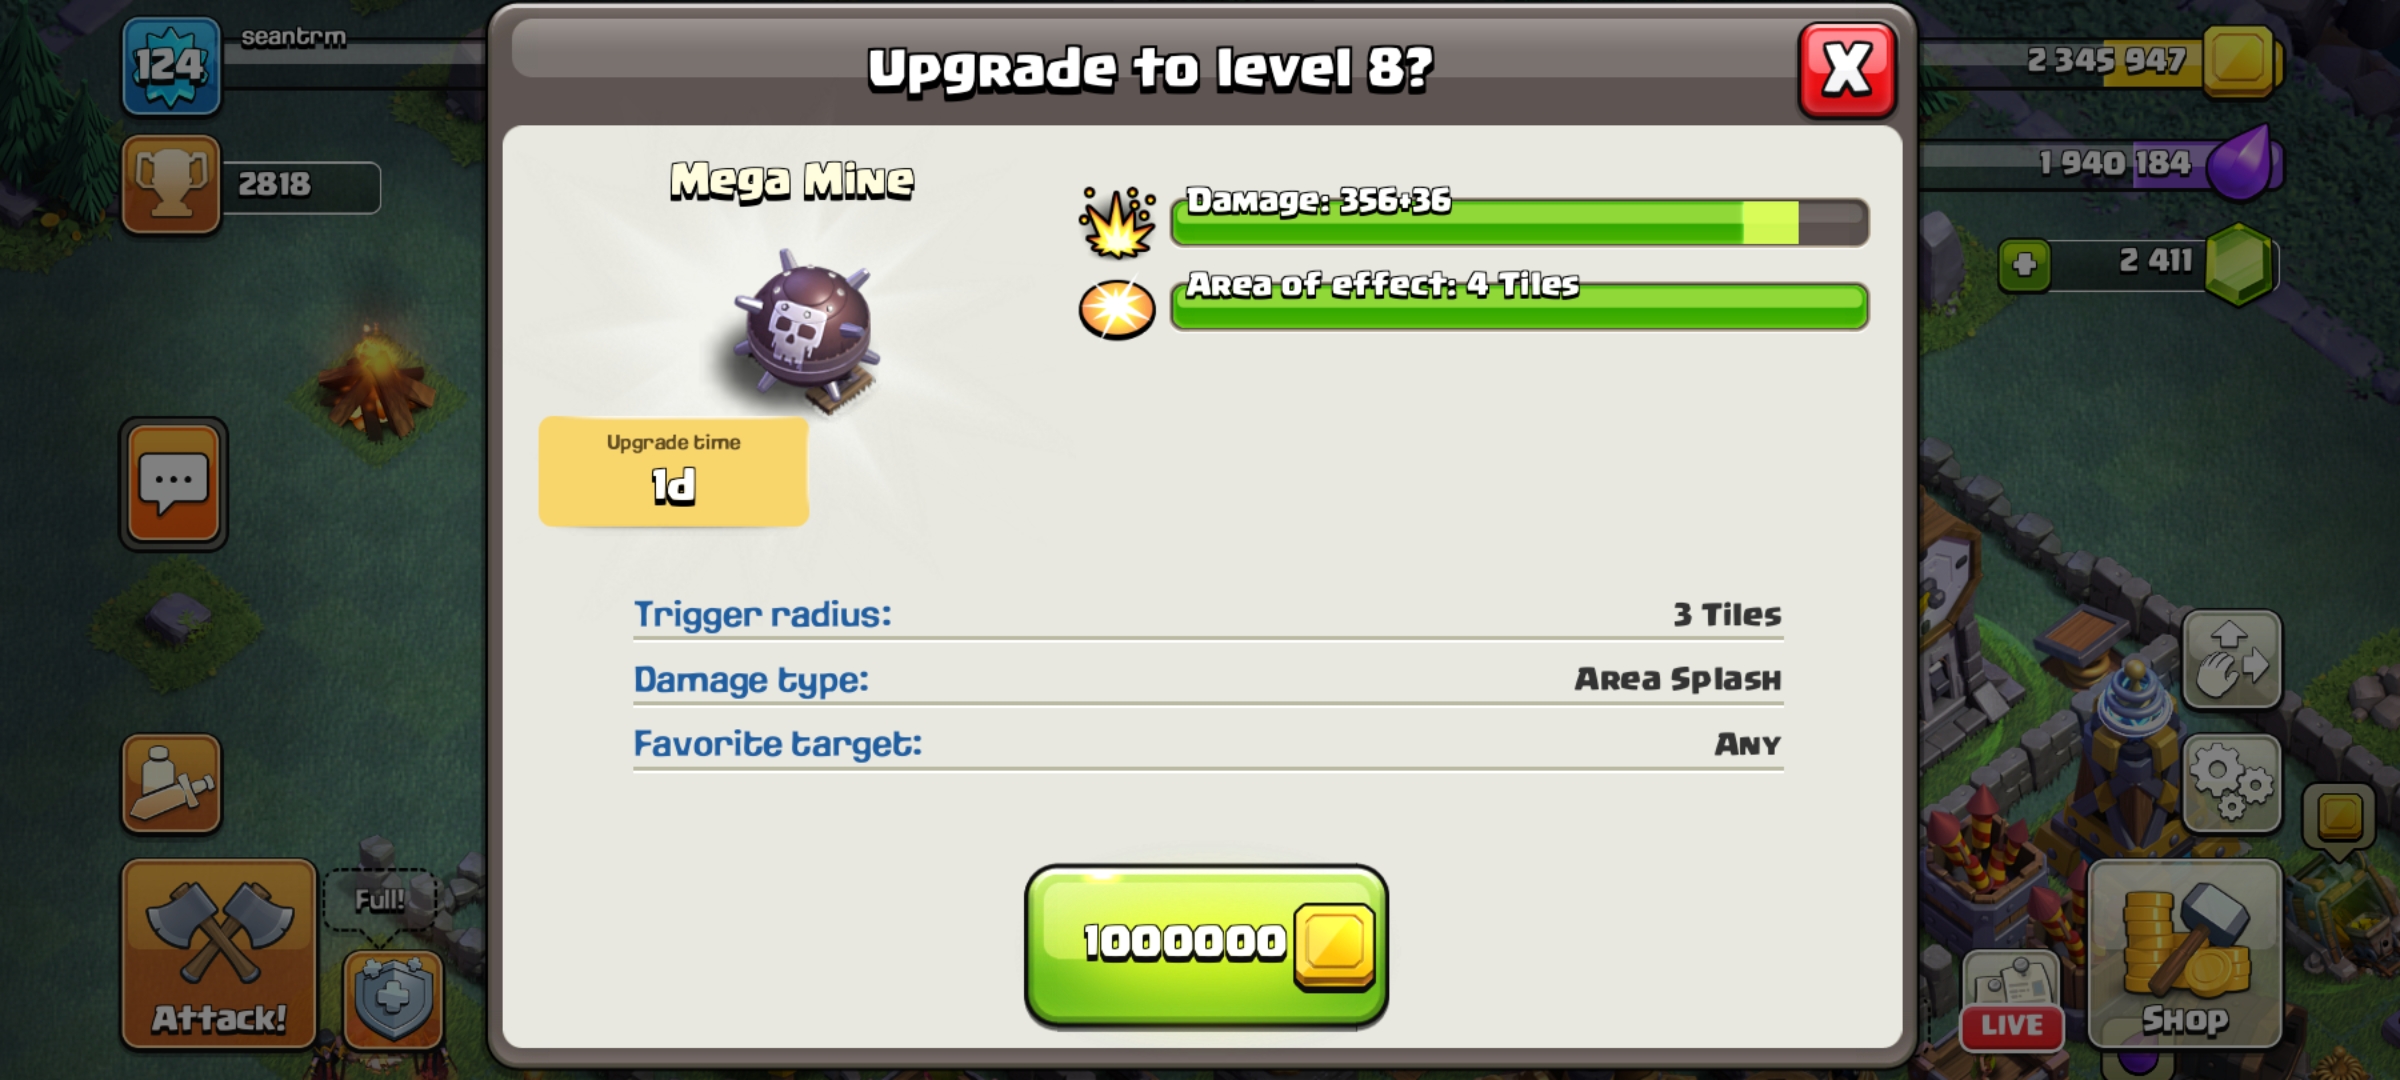 124
seantrm
2818
Full!
Attack!
Upgrade to level 8?
X
Mega Mine
Damage: 356+36
Area of effect: 4 Tiles
Upgrade time
1d
Trigger radius: 3 Tiles
Damage type: Area Splash
Favorite target: Any
1000000
2 345 947
1 940 184
2 411
LIVE
Shop